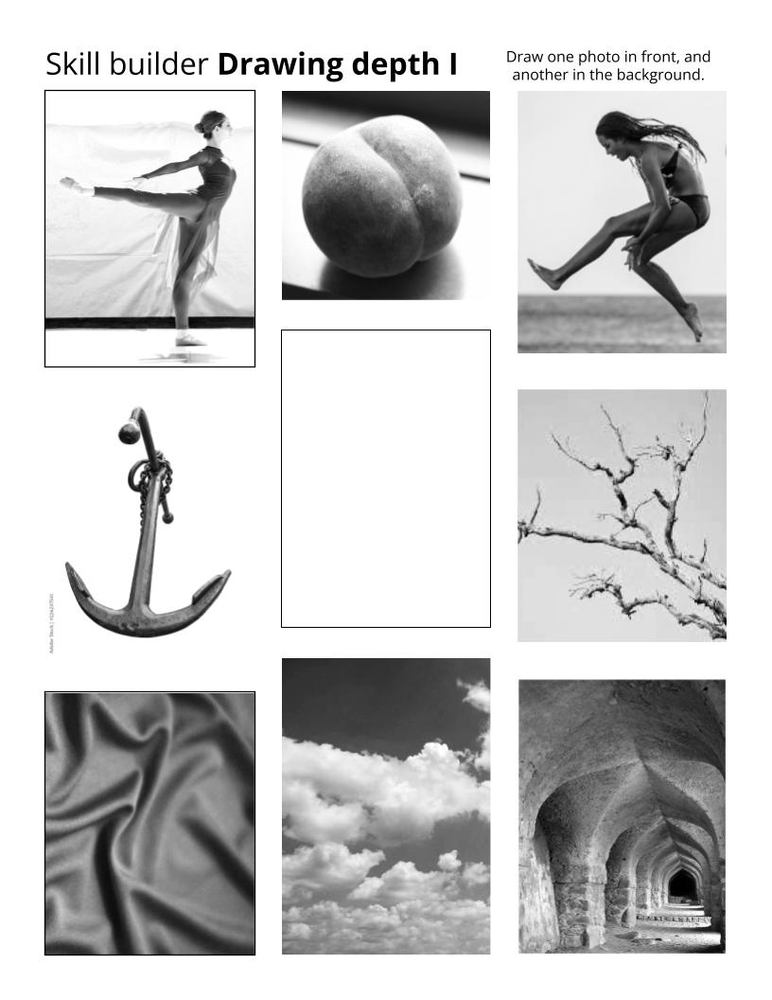 Skill builder Drawing depth I
Draw one photo in front, and
another in the background.